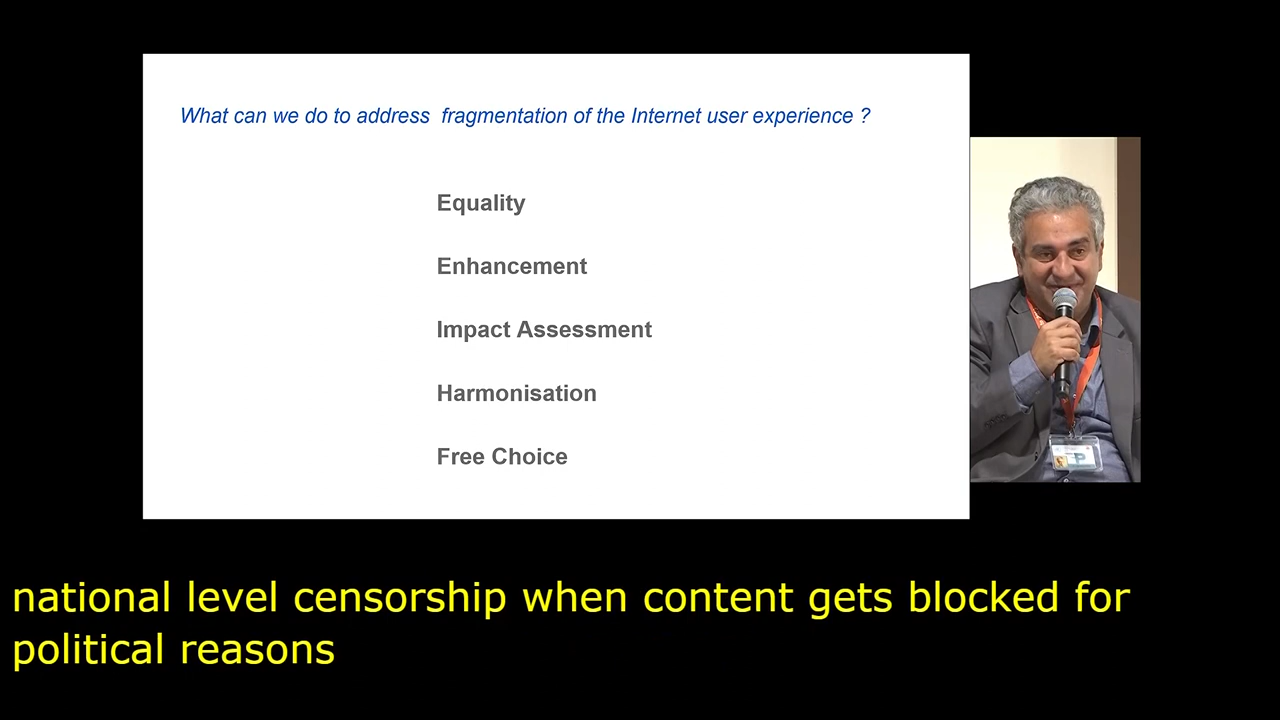 What can we do to address fragmentation of the Internet user experience ?
Equality
Enhancement
Impact Assessment
Harmonisation
Free Choice
P
national level censorship when content gets blocked for
political reasons